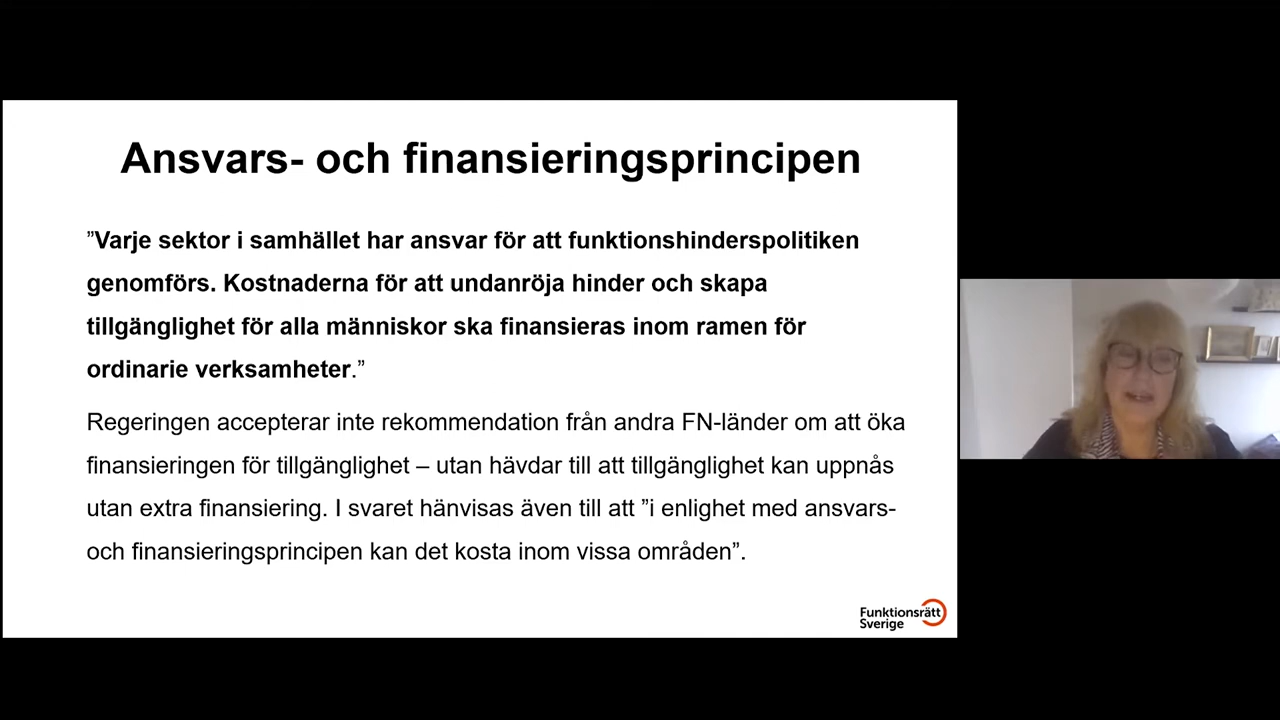 Ansvars- och finansieringsprincipen
”Varje sektor i samhället har ansvar för att funktionshinderspolitiken
genomförs. Kostnaderna för att undanröja hinder och skapa
tillgänglighet för alla människor ska finansieras inom ramen för
ordinarie verksamheter.”
Regeringen accepterar inte rekommendation från andra FN-länder om att öka
finansieringen för tillgänglighet – utan hävdar till att tillgänglighet kan uppnås
utan extra finansiering. I svaret hänvisas även till att ”i enlighet med ansvars-
och finansieringsprincipen kan det kosta inom vissa områden”.
Funktionsrätt
Sverige